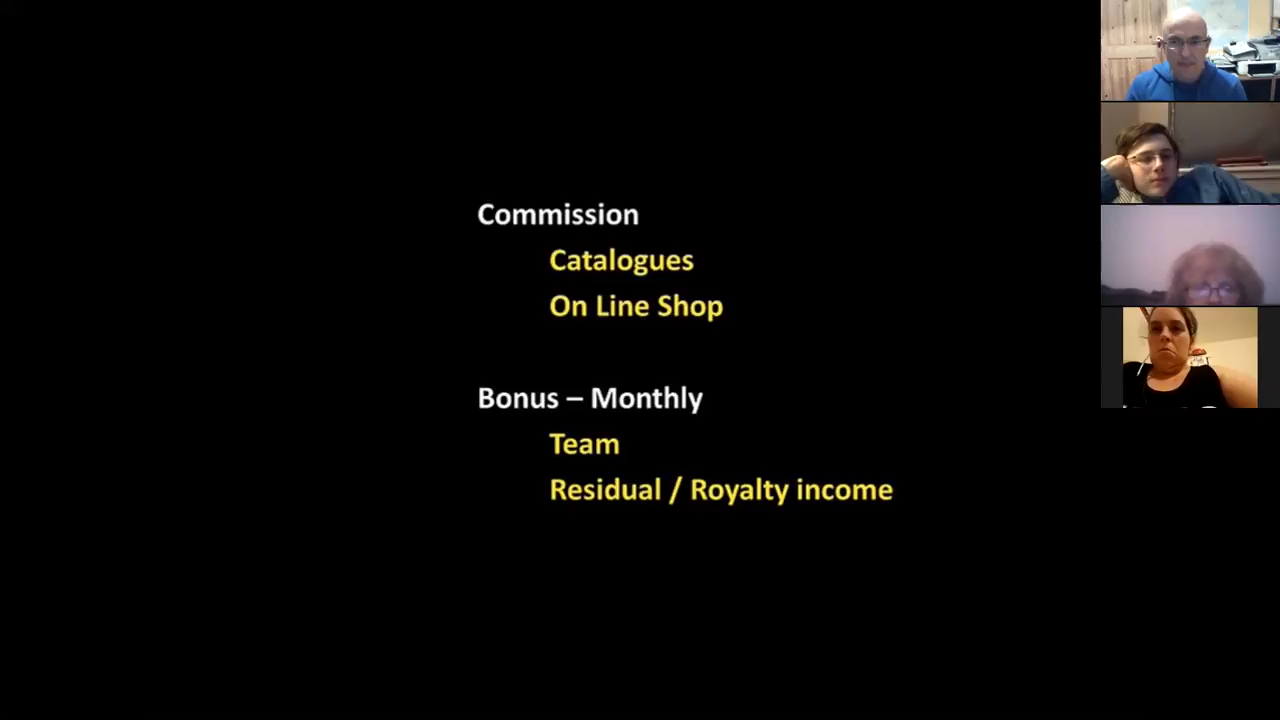 Commission
Catalogues
On Line Shop
Bonus – Monthly
Team
Residual / Royalty income